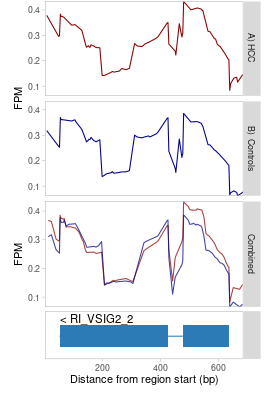 0.4
0.3
0.2
0.1
FPM
A) HCC
0.4
0.3
0.2
0.1
B) Controls
0.4
0.3
0.2
0.1
FPM
Combined
< RI_VSIG2_2
200
400
600
Distance from region start (bp)